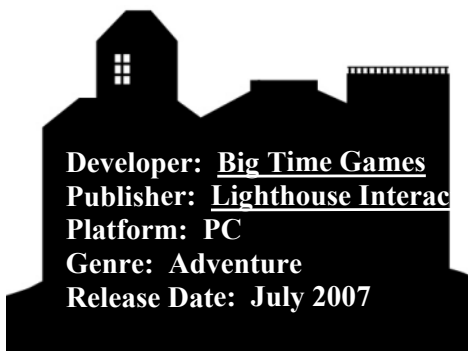 Developer: Big Time Games
Publisher: Lighthouse Interac
Platform: PC
Genre: Adventure
Release Date: July 2007